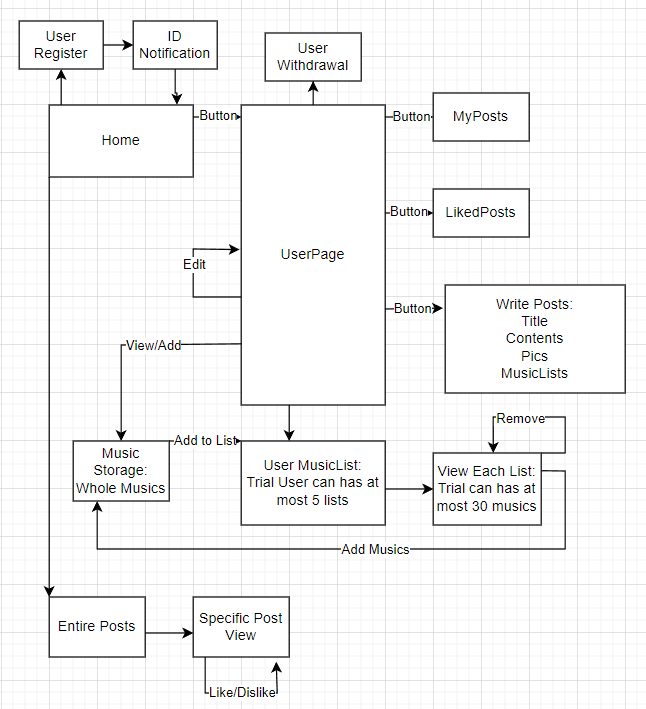 User
Register
ID
Notification
User
Withdrawal
Home
Button
UserPage
Button
MyPosts
Button
LikedPosts
Edit
Button
Write Posts:
Title
Contents
Pics
MusicLists
View/Add
Music
Storage:
Whole Musics
Add to List
User MusicList:
Trial User can has at
most 5 lists
Remove
View Each List:
Trial can has at
most 30 musics
Add Musics
Entire Posts
Specific Post
View
Like/Dislike